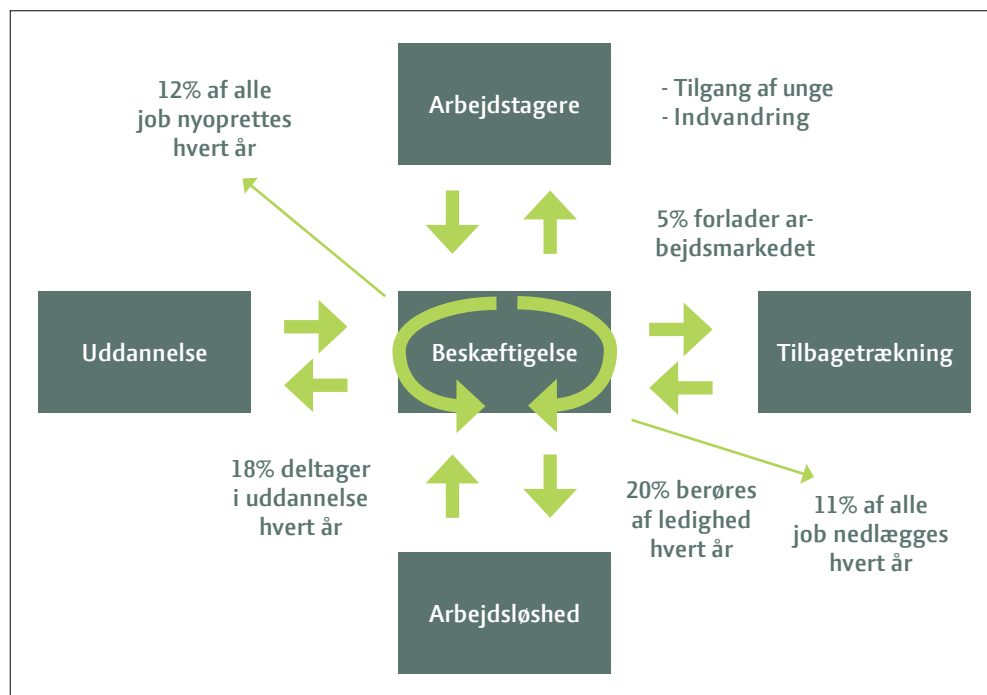 12% af alle
job nyoprettes
hvert år
Arbejdstagere
- Tilgang af unge
- Indvandring
5% forlader ar-
bejdsmarkedet
Uddannelse
Beskæftigelse
Tilbagetrækning
18% deltager
i uddannelse
hvert år
20% berøres
af ledighed
hvert år
11% af alle
job nedlægges
hvert år
Arbejdsløshed